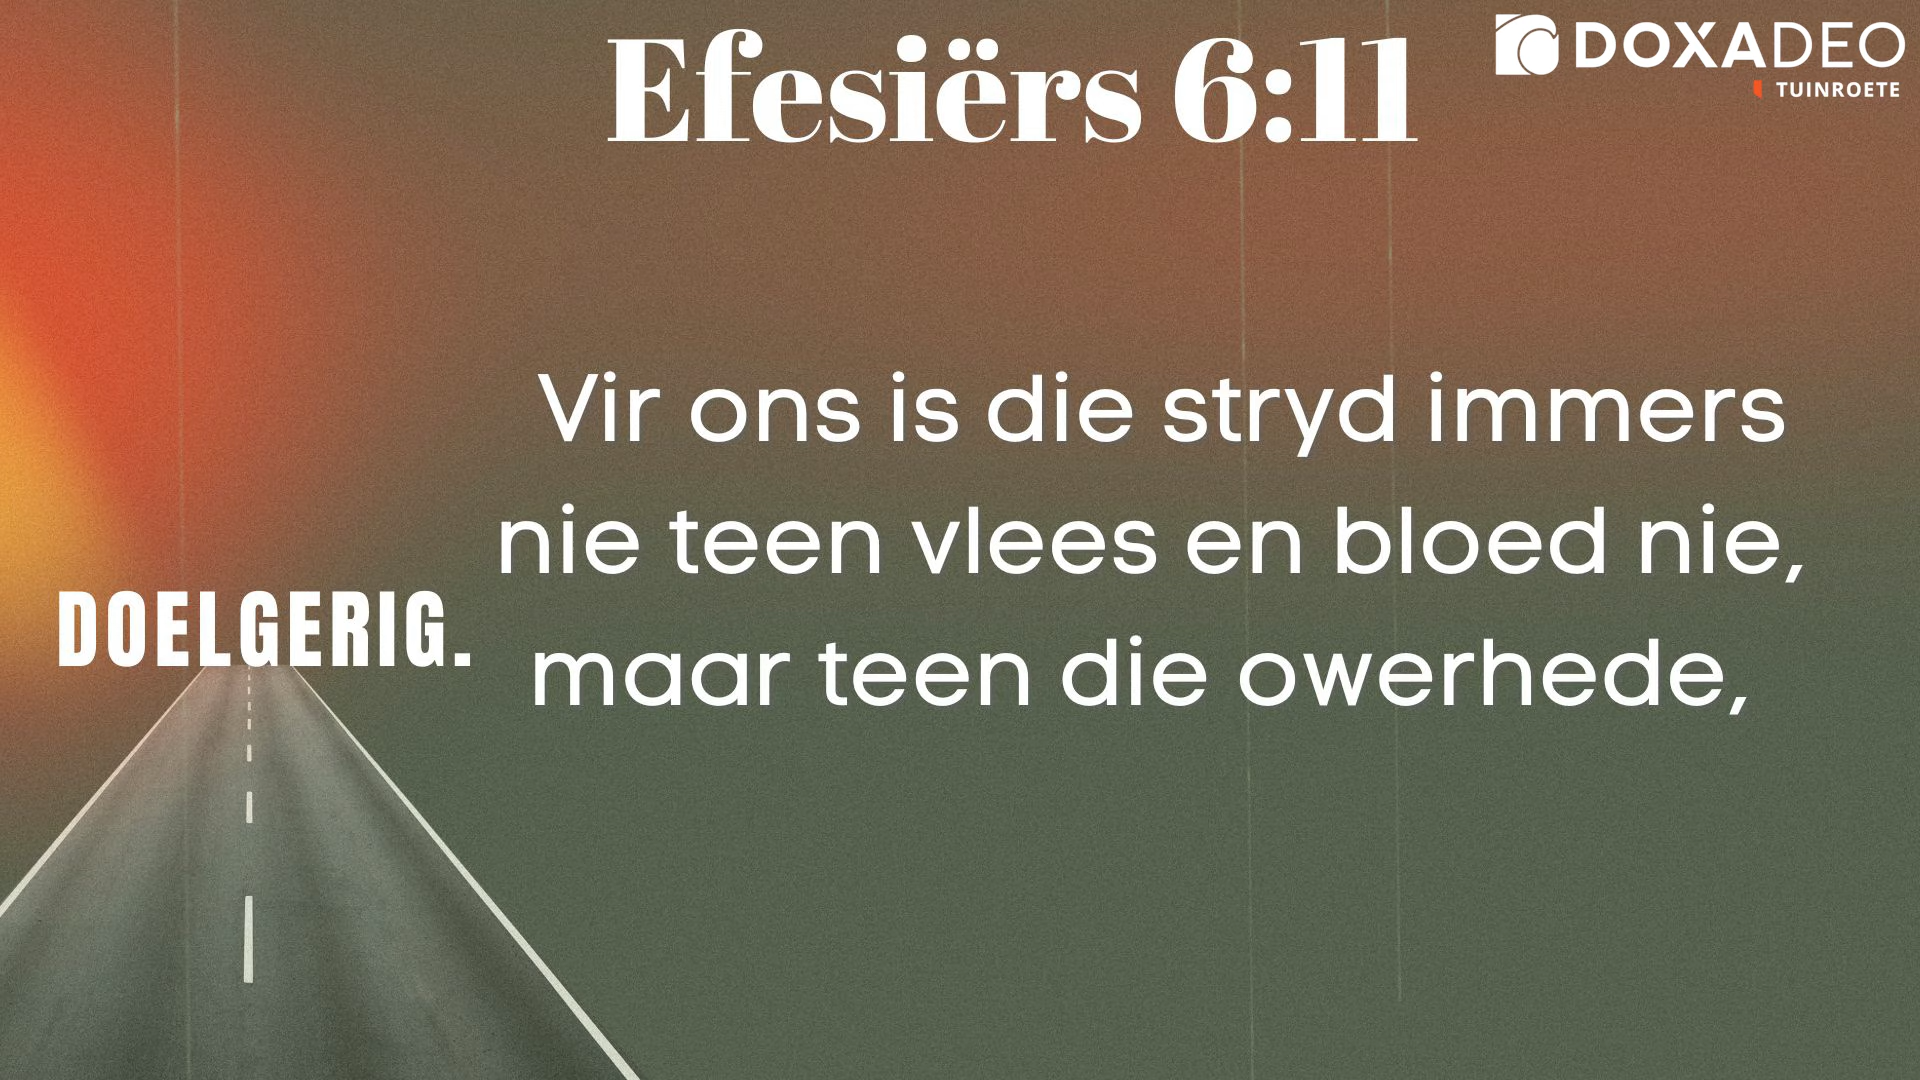 Efesiërs 6:11
DOXADEO
TUINROETE
Vir ons is die stryd immers
nie teen vlees en bloed nie,
maar teen die owerhede,
DOELGERIG.